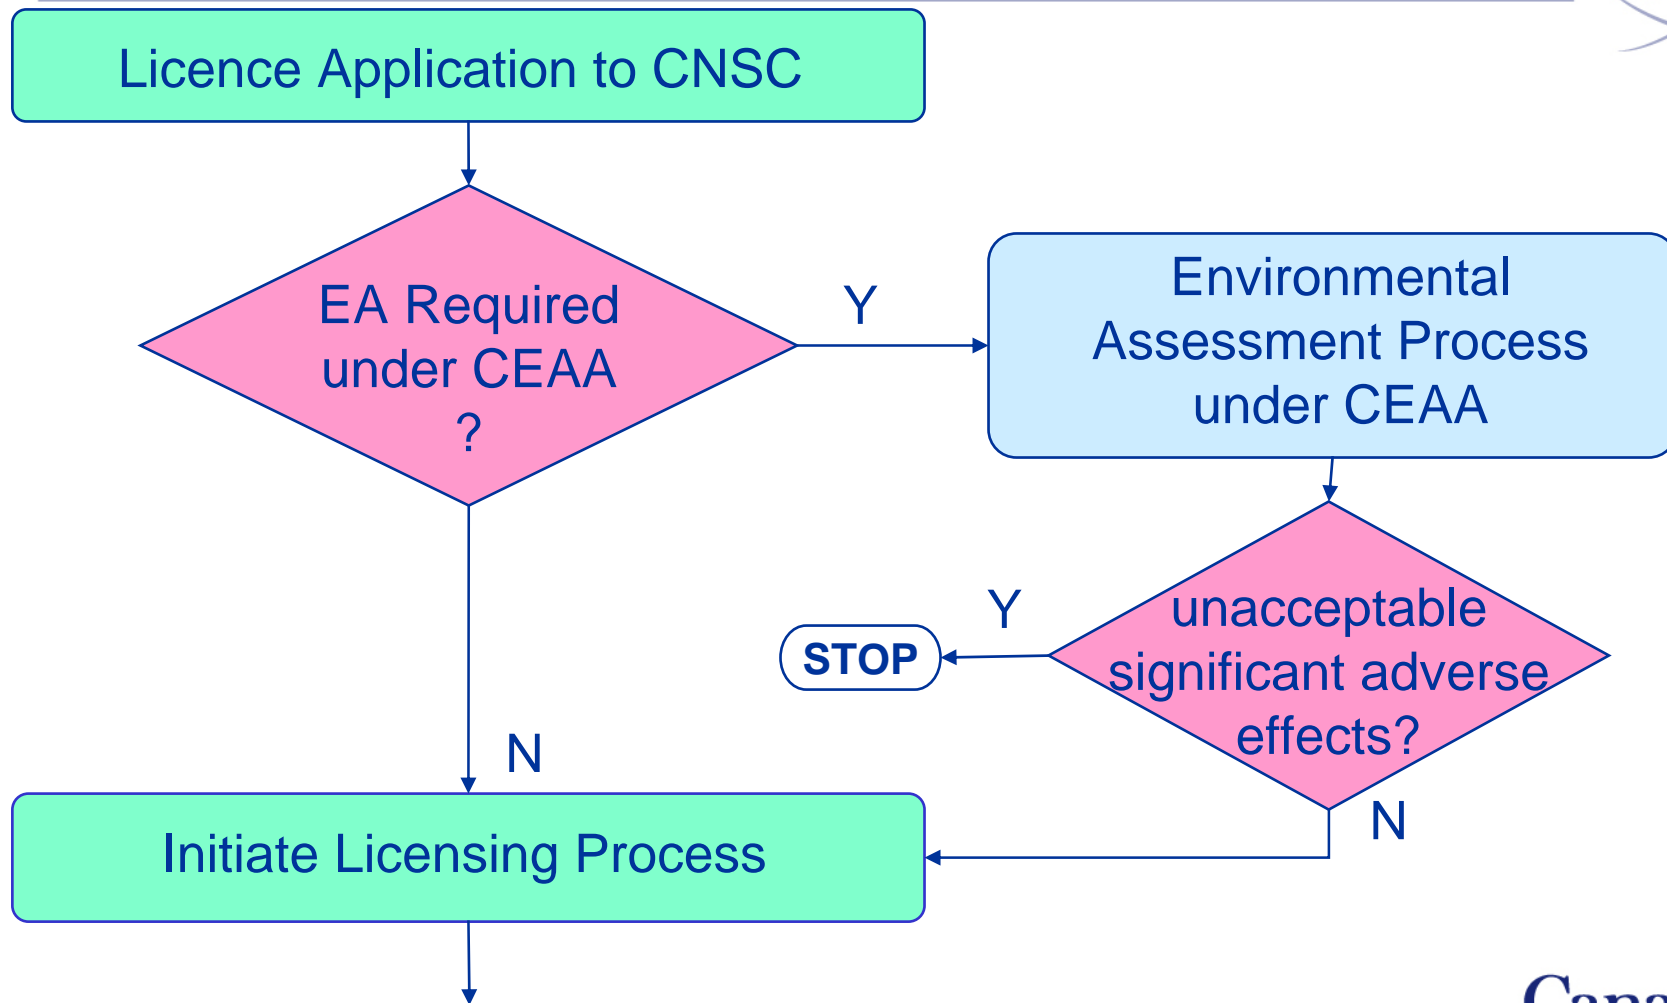 Licence Application to CNSC
EA Required
under CEAA
?
Y
Environmental
Assessment Process
under CEAA
unacceptable
significant adverse
effects?
Y
STOP
N
N
Initiate Licensing Process